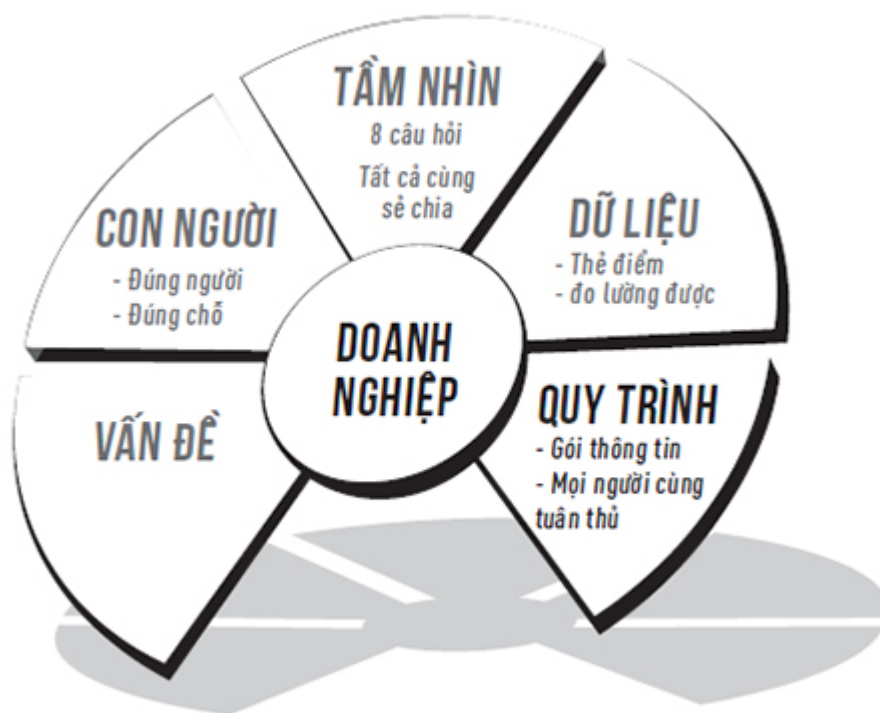 TẦM NHÌN
8 câu hỏi
Tất cả cùng
sẻ chia
CON NGƯỜI
- Đúng người
- Đúng chỗ
DỮ LIỆU
- Thẻ điểm
- đo lường được
DOANH
NGHIỆP
VẤN ĐỀ
QUY TRÌNH
- Gói thông tin
- Mọi người cùng
tuân thủ